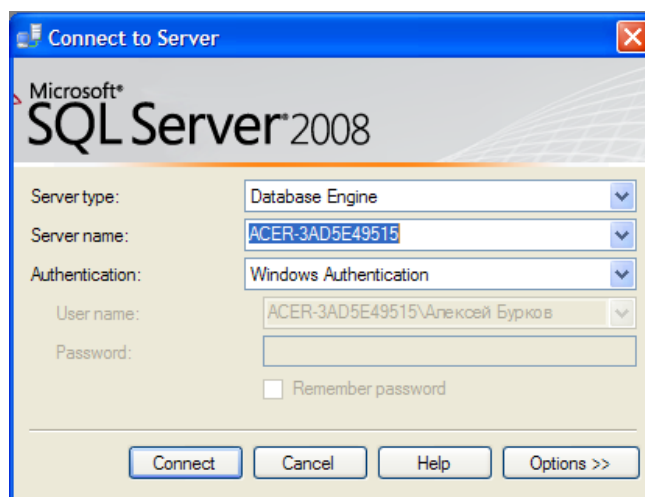 Connect to Server
Microsoft®
SQL Server® 2008
Server type: Database Engine
Server name: ACER-3AD5E49515
Authentication: Windows Authentication
User name: ACER-3AD5E49515\Алексей Бурков
Password:
Remember password
Connect Cancel Help Options >>